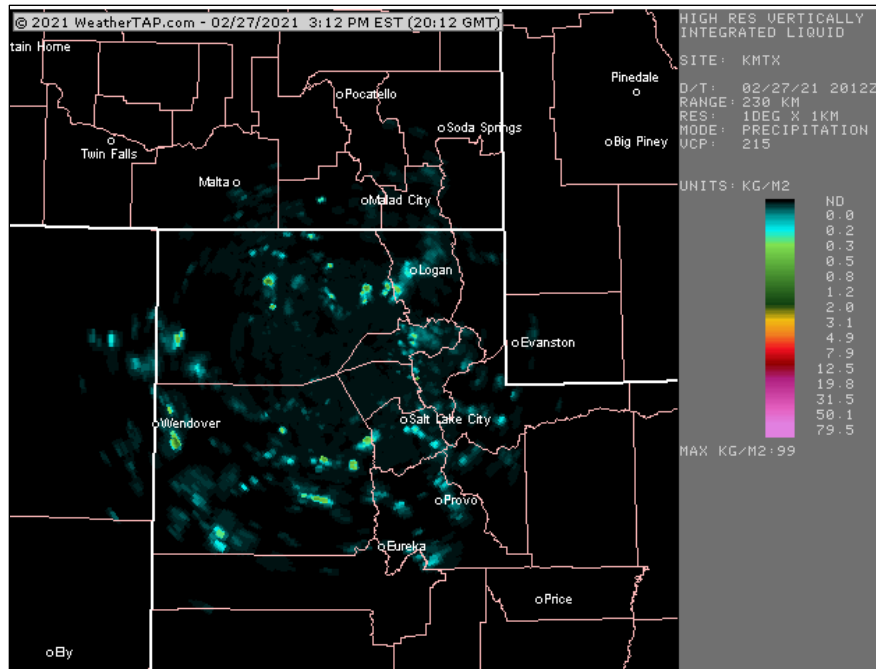 © 2021 WeatherTAP.com - 02/27/2021 3:12 PM EST (20:12 GMT)
tain Home
Pocatello
Pinedale
Soda Springs
Big Piney
Twin Falls
Malta
Malad City
Logan
Evanston
Salt Lake City
Wendover
Provo
Eureka
Price
Ely
HIGH RES VERTICALLY
INTEGRATED LIQUID
SITE: KMTX
D/T: 02/27/21 2012Z
RANGE: 230 KM
RES: 1DEG X 1KM
MODE: PRECIPITATION
VCP: 215
UNITS: KG/M2
ND
0.0
0.2
0.3
0.5
0.8
1.2
2.0
3.1
4.9
7.9
12.5
19.8
31.5
50.1
79.5
MAX KG/M2:99